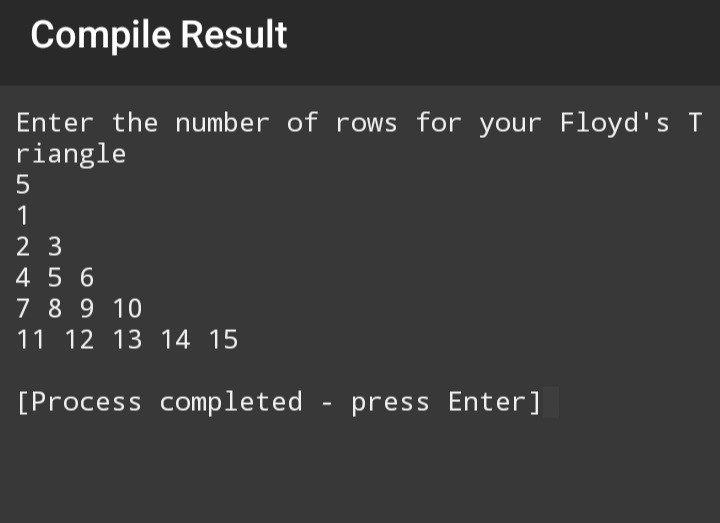 Compile Result
Enter the number of rows for your Floyd's T
riangle
5
1
2 3
4 5 6
7 8 9 10
11 12 13 14 15
[Process completed - press Enter]